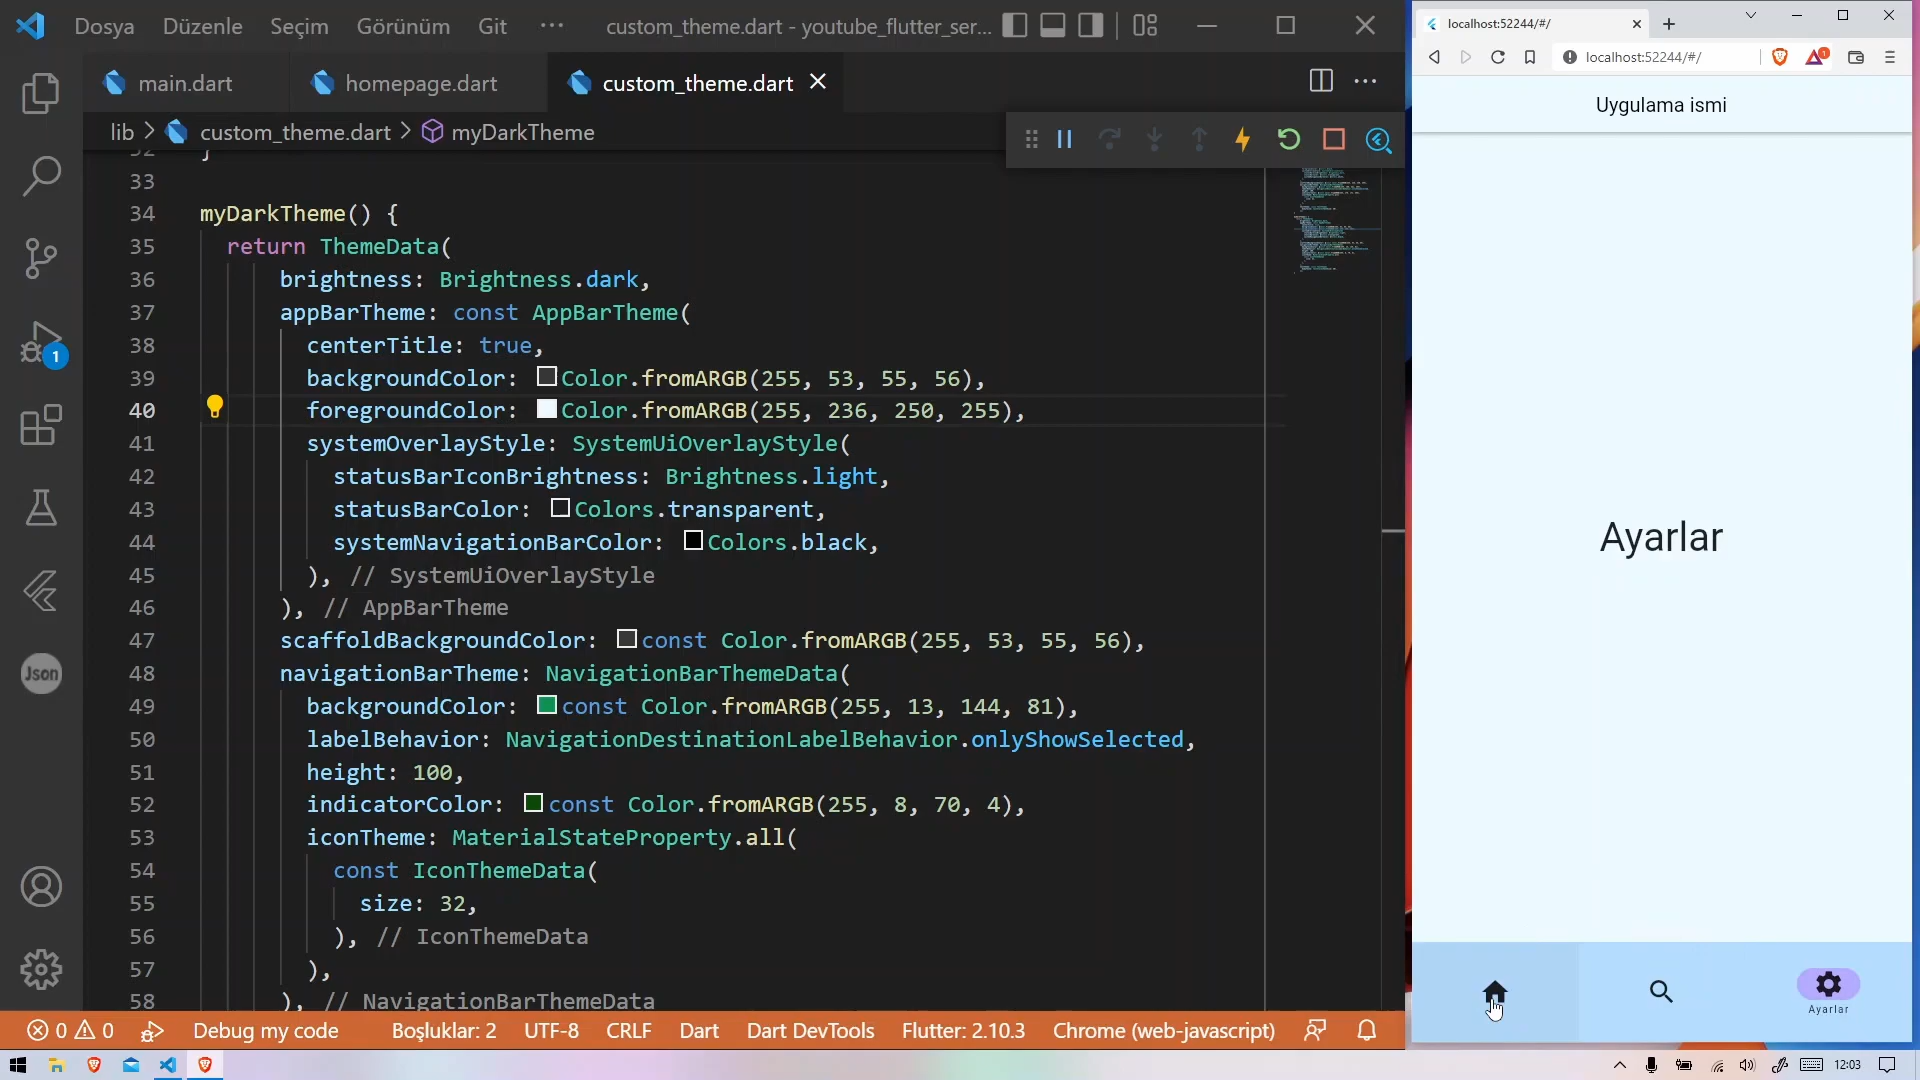 Dosya Düzenle Seçim Görünüm Git ··· custom_theme.dart - youtube_flutter_ser...
main.dart homepage.dart custom_theme.dart
lib > custom_theme.dart > myDarkTheme
32 }
33
34 myDarkTheme() {
35 return ThemeData(
36 brightness: Brightness.dark,
37 appBarTheme: const AppBarTheme(
38 centerTitle: true,
39 backgroundColor: Color.fromARGB(255, 53, 55, 56),
40 foregroundColor: Color.fromARGB(255, 236, 250, 255),
41 systemOverlayStyle: SystemUiOverlayStyle(
42 statusBarIconBrightness: Brightness.light,
43 statusBarColor: Colors.transparent,
44 systemNavigationBarColor: Colors.black,
45 ), // SystemUiOverlayStyle
46 ), // AppBarTheme
47 scaffoldBackgroundColor: const Color.fromARGB(255, 53, 55, 56),
48 navigationBarTheme: NavigationBarThemeData(
49 backgroundColor: const Color.fromARGB(255, 13, 144, 81),
50 labelBehavior: NavigationDestinationLabelBehavior.onlyShowSelected,
51 height: 100,
52 indicatorColor: const Color.fromARGB(255, 8, 70, 4),
53 iconTheme: MaterialStateProperty.all(
54 const IconThemeData(
55 size: 32,
56 ), // IconThemeData
57 ),
58 ), // NavigationBarThemeData
1
Json
0 0 Debug my code Boşluklar: 2 UTF-8 CRLF Dart Dart DevTools Flutter: 2.10.3 Chrome (web-javascript)
localhost:52244/#/
localhost:52244/#/
1
Uygulama ismi
Ayarlar
Ayarlar
12:03